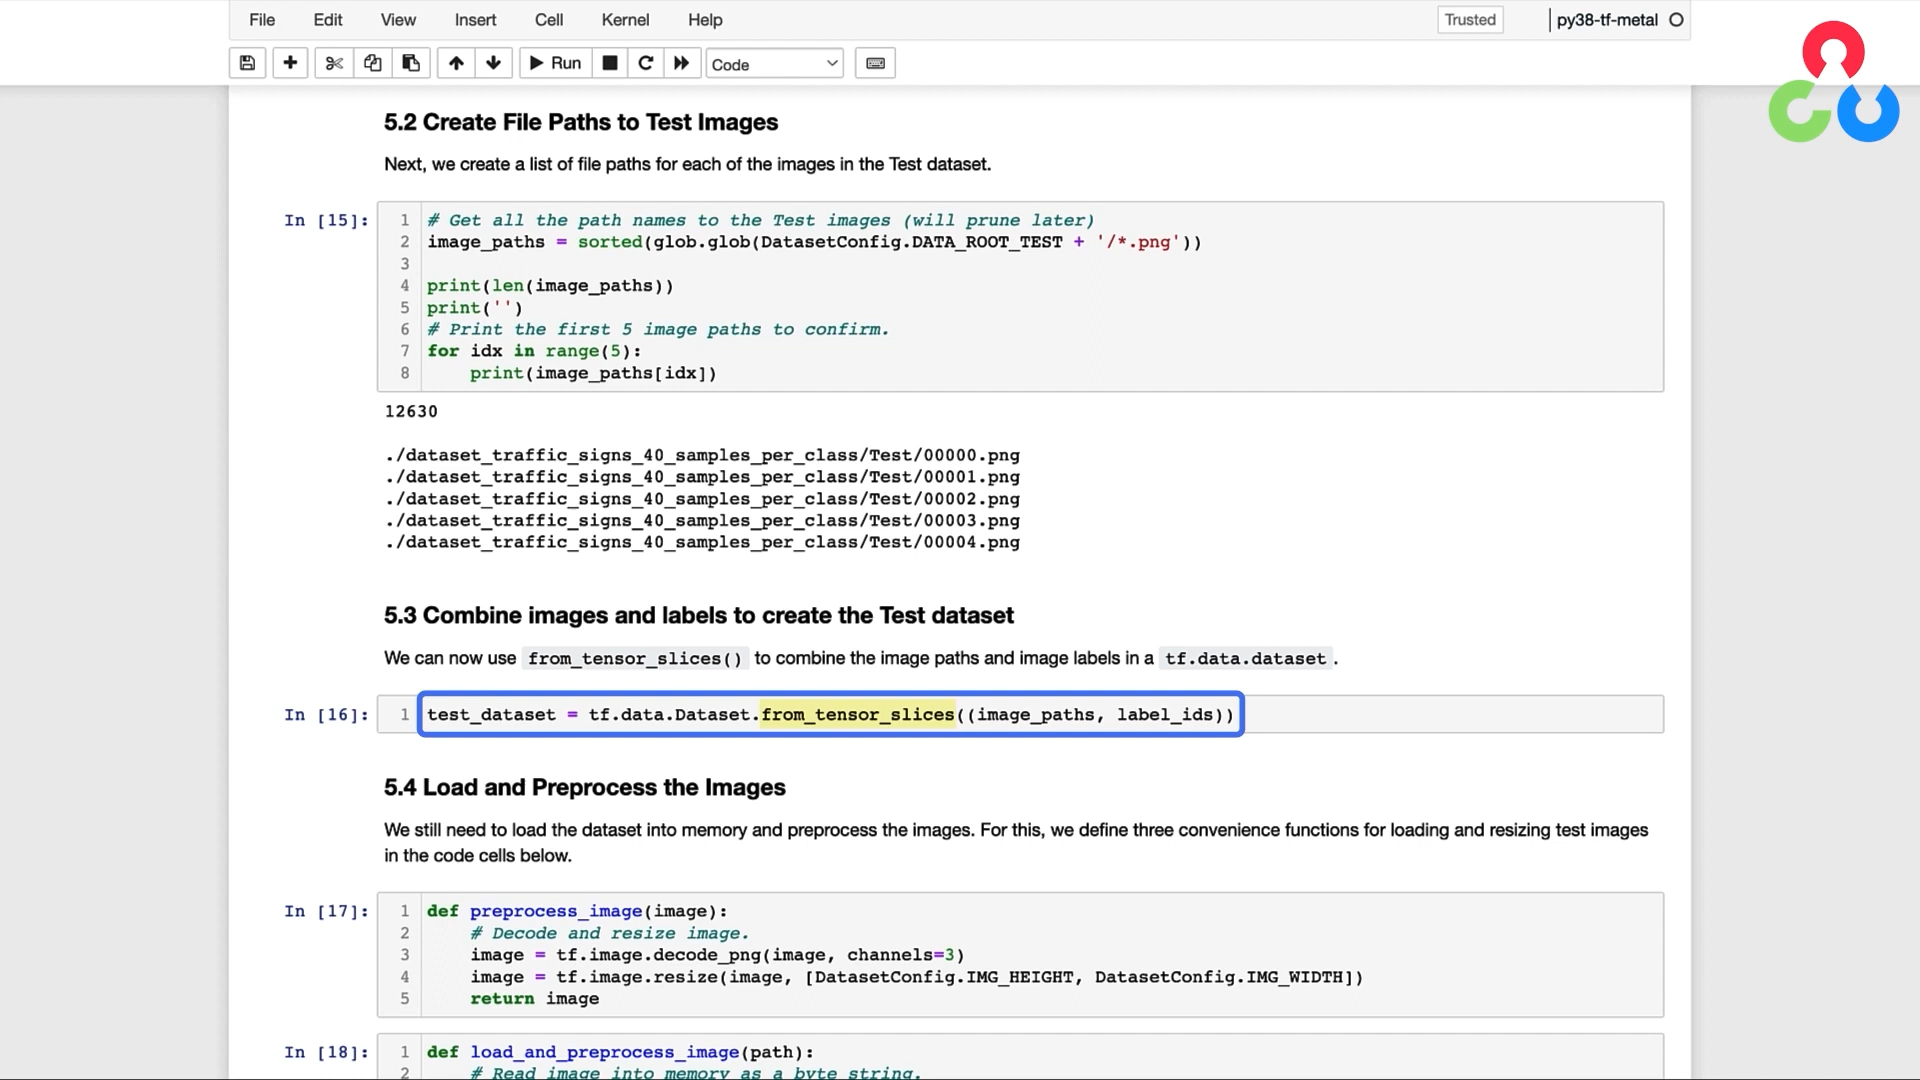 File Edit View Insert Cell Kernel Help Trusted py38-tf-metal
Run Code
5.2 Create File Paths to Test Images
Next, we create a list of file paths for each of the images in the Test dataset.
In [15]:
1 # Get all the path names to the Test images (will prune later)
2 image_paths = sorted(glob.glob(DatasetConfig.DATA_ROOT_TEST + '/*.png'))
3
4 print(len(image_paths))
5 print('')
6 # Print the first 5 image paths to confirm.
7 for idx in range(5):
8     print(image_paths[idx])
12630
./dataset_traffic_signs_40_samples_per_class/Test/00000.png
./dataset_traffic_signs_40_samples_per_class/Test/00001.png
./dataset_traffic_signs_40_samples_per_class/Test/00002.png
./dataset_traffic_signs_40_samples_per_class/Test/00003.png
./dataset_traffic_signs_40_samples_per_class/Test/00004.png
5.3 Combine images and labels to create the Test dataset
We can now use from_tensor_slices() to combine the image paths and image labels in a tf.data.dataset.
In [16]:
1 test_dataset = tf.data.Dataset.from_tensor_slices((image_paths, label_ids))
5.4 Load and Preprocess the Images
We still need to load the dataset into memory and preprocess the images. For this, we define three convenience functions for loading and resizing test images
in the code cells below.
In [17]:
1 def preprocess_image(image):
2     # Decode and resize image.
3     image = tf.image.decode_png(image, channels=3)
4     image = tf.image.resize(image, [DatasetConfig.IMG_HEIGHT, DatasetConfig.IMG_WIDTH])
5     return image
In [18]:
1 def load_and_preprocess_image(path):
2     # Read image into memory as a byte string.